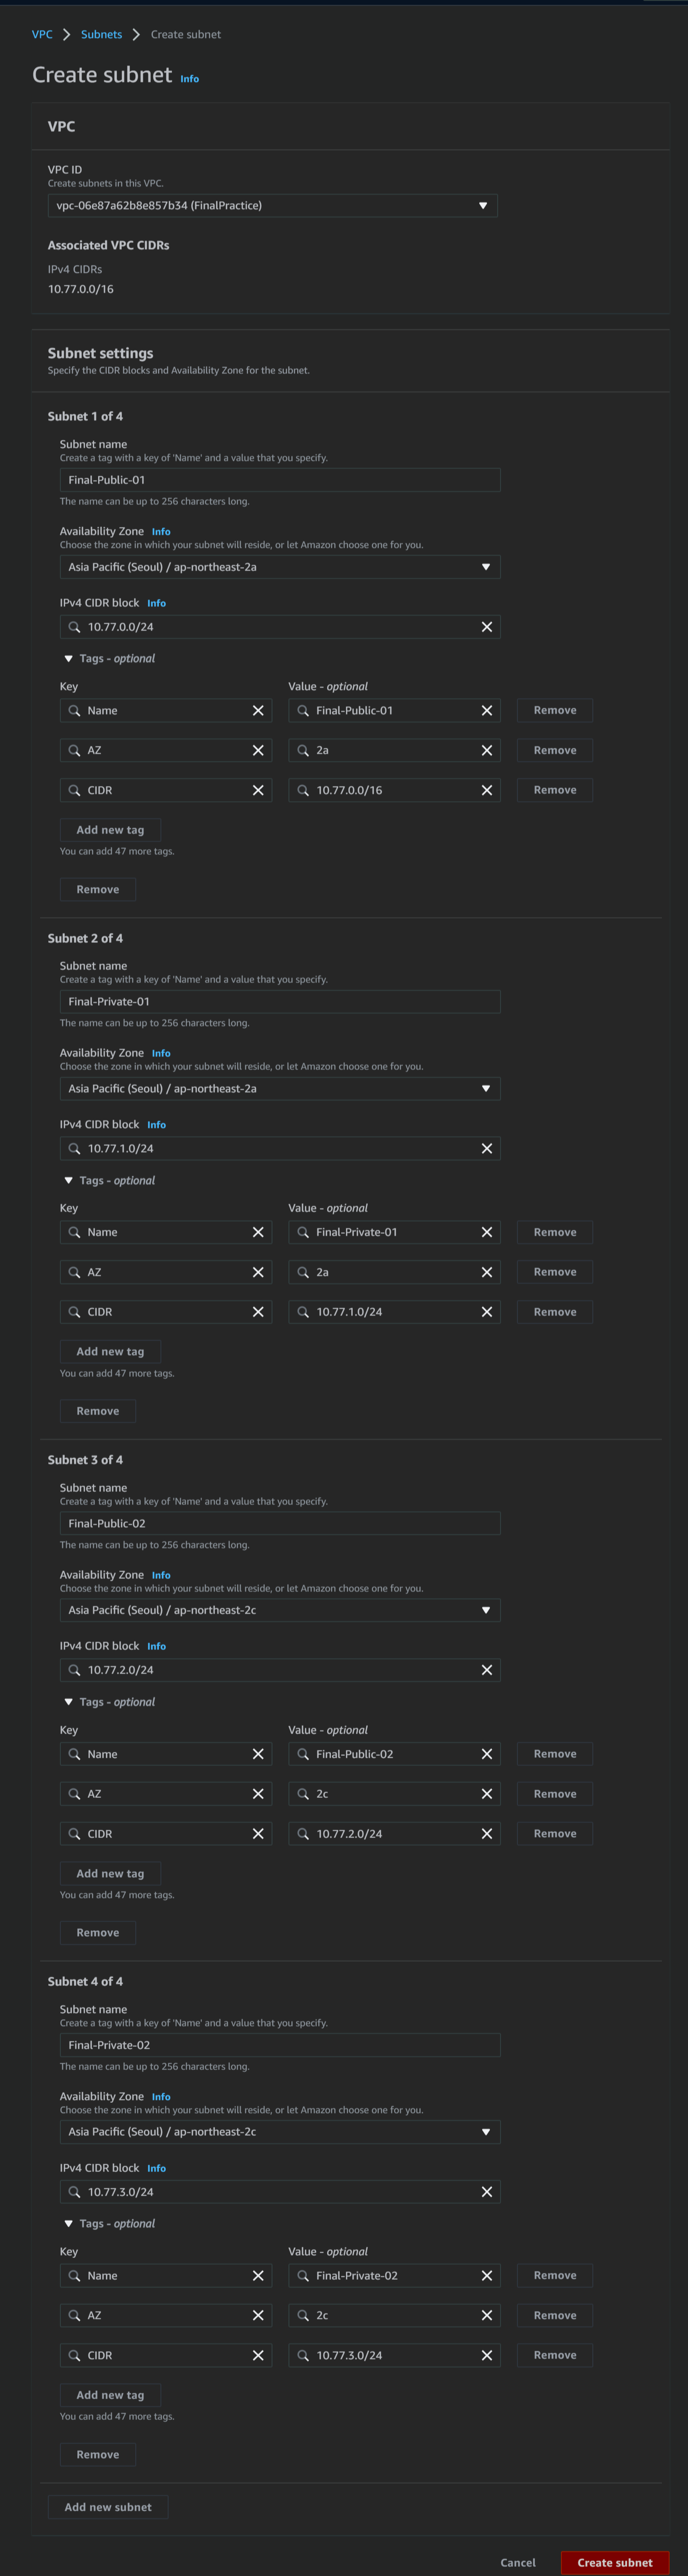 VPC > Subnets > Create subnet
Create subnet Info
VPC
VPC ID
Create subnets in this VPC.
vpc-06e87a62b8e857b34 (FinalPractice)
Associated VPC CIDRs
IPv4 CIDRs
10.77.0.0/16
Subnet settings
Specify the CIDR blocks and Availability Zone for the subnet.
Subnet 1 of 4
Subnet name
Create a tag with a key of 'Name' and a value that you specify.
Final-Public-01
The name can be up to 256 characters long.
Availability Zone Info
Choose the zone in which your subnet will reside, or let Amazon choose one for you.
Asia Pacific (Seoul) / ap-northeast-2a
IPv4 CIDR block Info
10.77.0.0/24
Tags - optional
Key Value - optional
Name Final-Public-01 Remove
AZ 2a Remove
CIDR 10.77.0.0/16 Remove
Add new tag
You can add 47 more tags.
Remove
Subnet 2 of 4
Subnet name
Create a tag with a key of 'Name' and a value that you specify.
Final-Private-01
The name can be up to 256 characters long.
Availability Zone Info
Choose the zone in which your subnet will reside, or let Amazon choose one for you.
Asia Pacific (Seoul) / ap-northeast-2a
IPv4 CIDR block Info
10.77.1.0/24
Tags - optional
Key Value - optional
Name Final-Private-01 Remove
AZ 2a Remove
CIDR 10.77.1.0/24 Remove
Add new tag
You can add 47 more tags.
Remove
Subnet 3 of 4
Subnet name
Create a tag with a key of 'Name' and a value that you specify.
Final-Public-02
The name can be up to 256 characters long.
Availability Zone Info
Choose the zone in which your subnet will reside, or let Amazon choose one for you.
Asia Pacific (Seoul) / ap-northeast-2c
IPv4 CIDR block Info
10.77.2.0/24
Tags - optional
Key Value - optional
Name Final-Public-02 Remove
AZ 2c Remove
CIDR 10.77.2.0/24 Remove
Add new tag
You can add 47 more tags.
Remove
Subnet 4 of 4
Subnet name
Create a tag with a key of 'Name' and a value that you specify.
Final-Private-02
The name can be up to 256 characters long.
Availability Zone Info
Choose the zone in which your subnet will reside, or let Amazon choose one for you.
Asia Pacific (Seoul) / ap-northeast-2c
IPv4 CIDR block Info
10.77.3.0/24
Tags - optional
Key Value - optional
Name Final-Private-02 Remove
AZ 2c Remove
CIDR 10.77.3.0/24 Remove
Add new tag
You can add 47 more tags.
Remove
Add new subnet
Cancel Create subnet